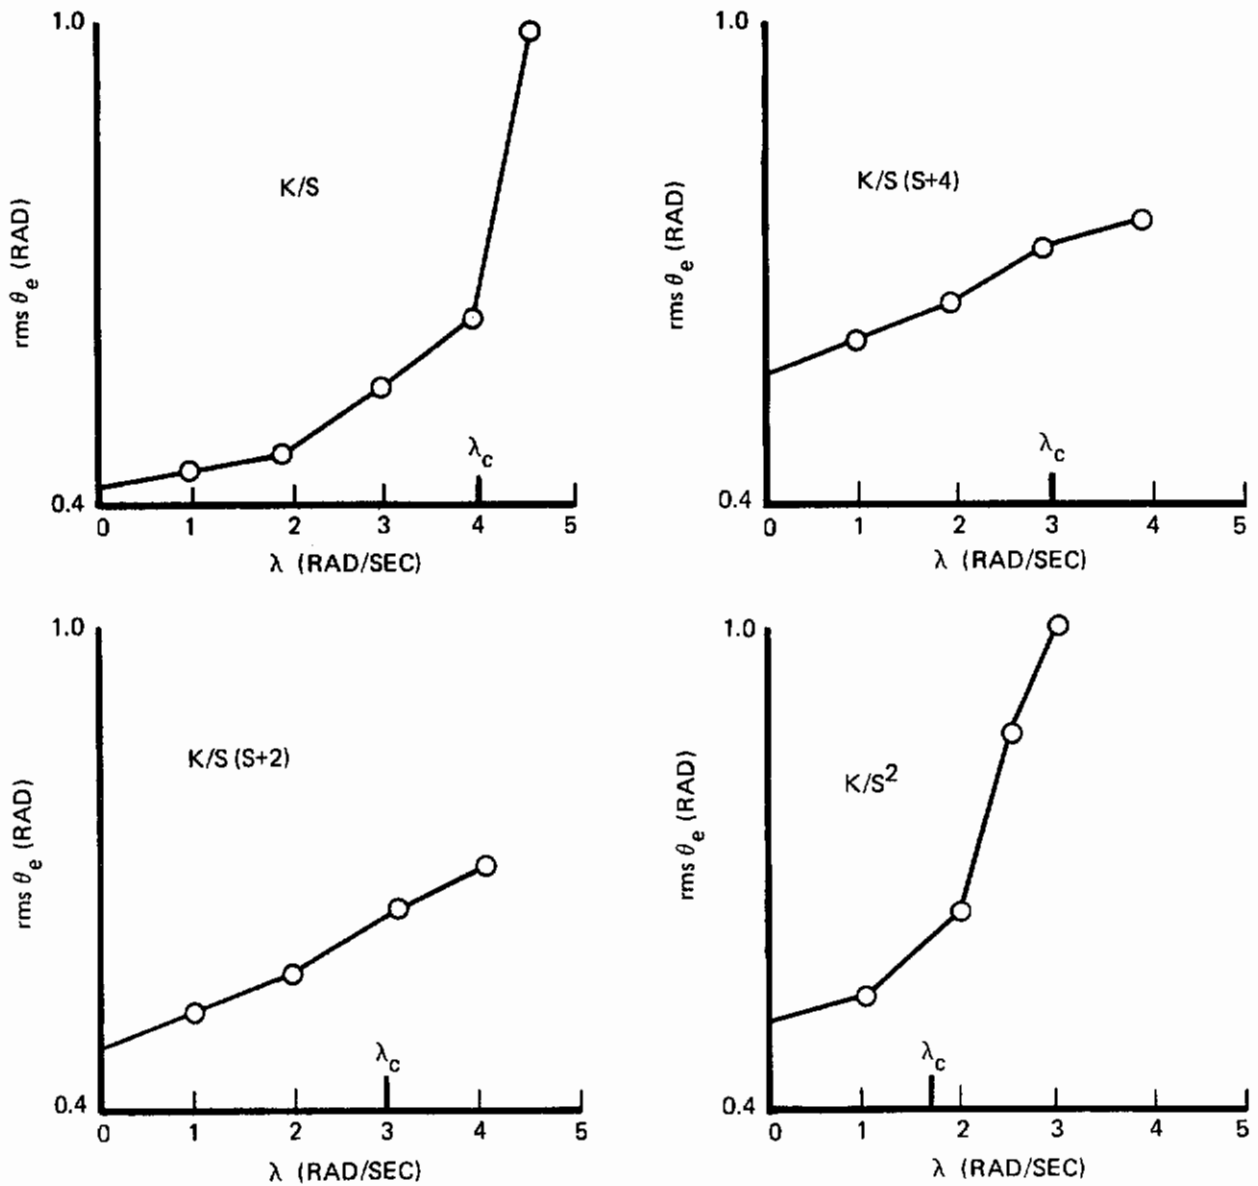 1.0
K/S
rms θe (RAD)
λc
0.4
0 1 2 3 4 5
λ (RAD/SEC)
1.0
K/S (S+4)
rms θe (RAD)
λc
0.4
0 1 2 3 4 5
λ (RAD/SEC)
1.0
K/S (S+2)
rms θe (RAD)
λc
0.4
0 1 2 3 4 5
λ (RAD/SEC)
1.0
K/S²
rms θe (RAD)
λc
0.4
0 1 2 3 4 5
λ (RAD/SEC)